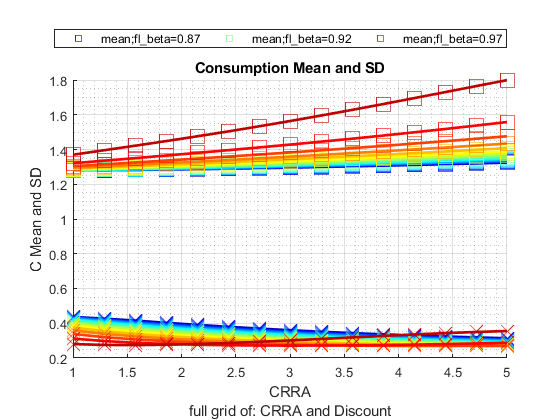 mean;fl_beta=0.87 mean;fl_beta=0.92 mean;fl_beta=0.97
Consumption Mean and SD
1.8
1.6
1.4
1.2
1
0.8
0.6
0.4
0.2
C Mean and SD
1 1.5 2 2.5 3 3.5 4 4.5 5
CRRA
full grid of: CRRA and Discount